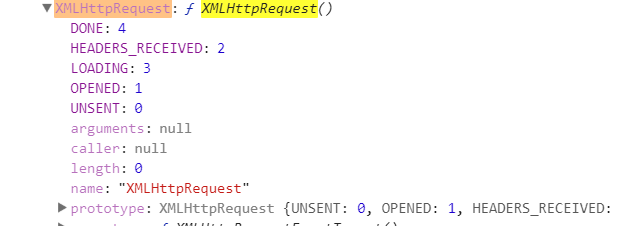 XMLHttpRequest: ƒ XMLHttpRequest()
DONE: 4
HEADERS_RECEIVED: 2
LOADING: 3
OPENED: 1
UNSENT: 0
arguments: null
caller: null
length: 0
name: "XMLHttpRequest"
prototype: XMLHttpRequest {UNSENT: 0, OPENED: 1, HEADERS_RECEIVED: